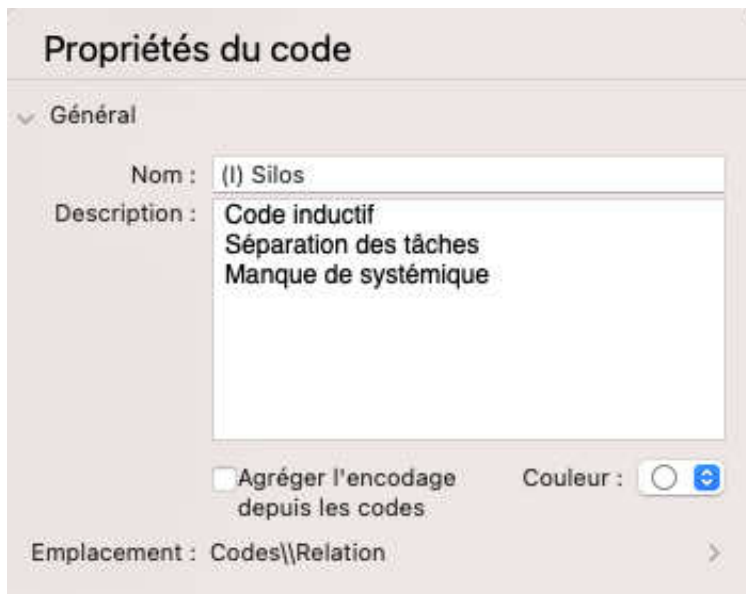 Propriétés du code
Général
Nom : (I) Silos
Description : Code inductif
Séparation des tâches
Manque de systémique
Agréger l'encodage Couleur :
depuis les codes
Emplacement : Codes\\Relation